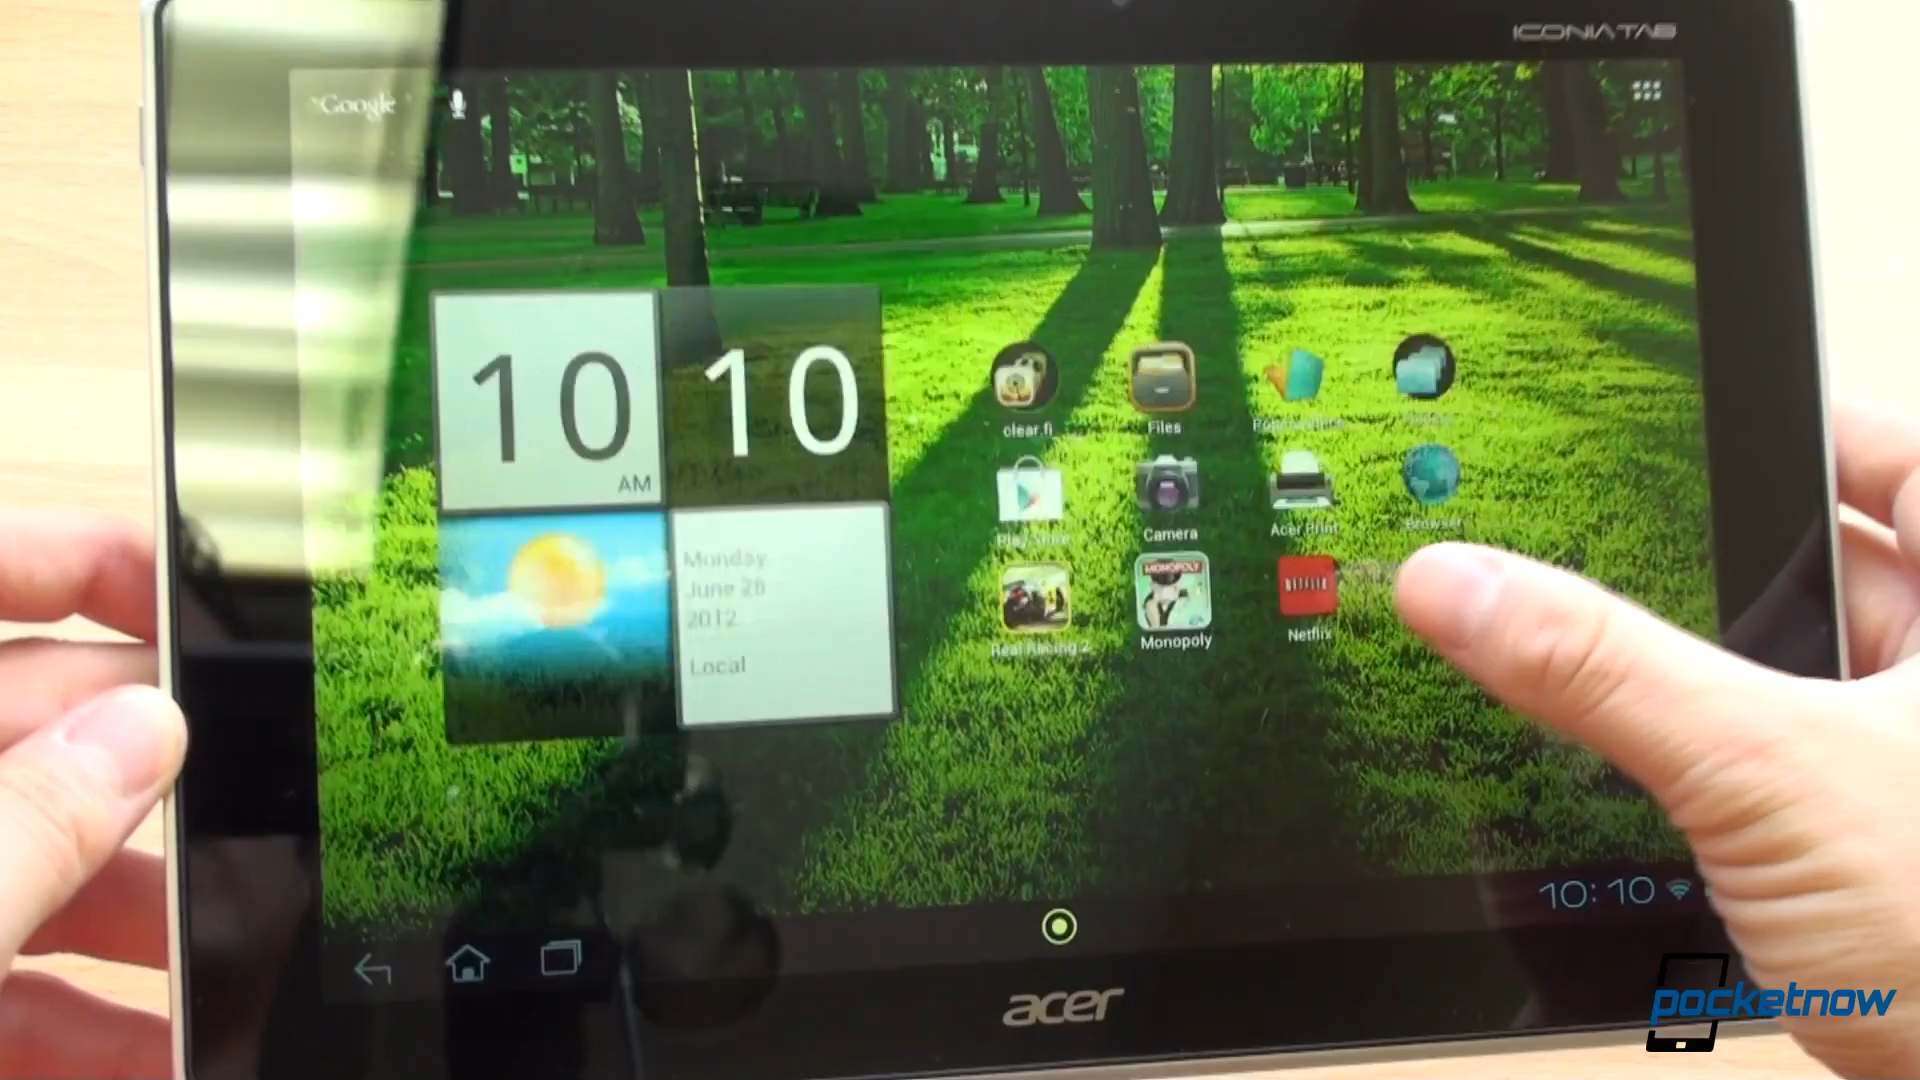 ICONIA TAB
Google
10 10
AM
Monday
June 25
2012
Local
clear.fi
Files
Play Store
Camera
Acer Print
Browser
MONOPOLY
NETFLIX
Real Racing 2
Monopoly
Netflix
10:10
acer
pocketnow